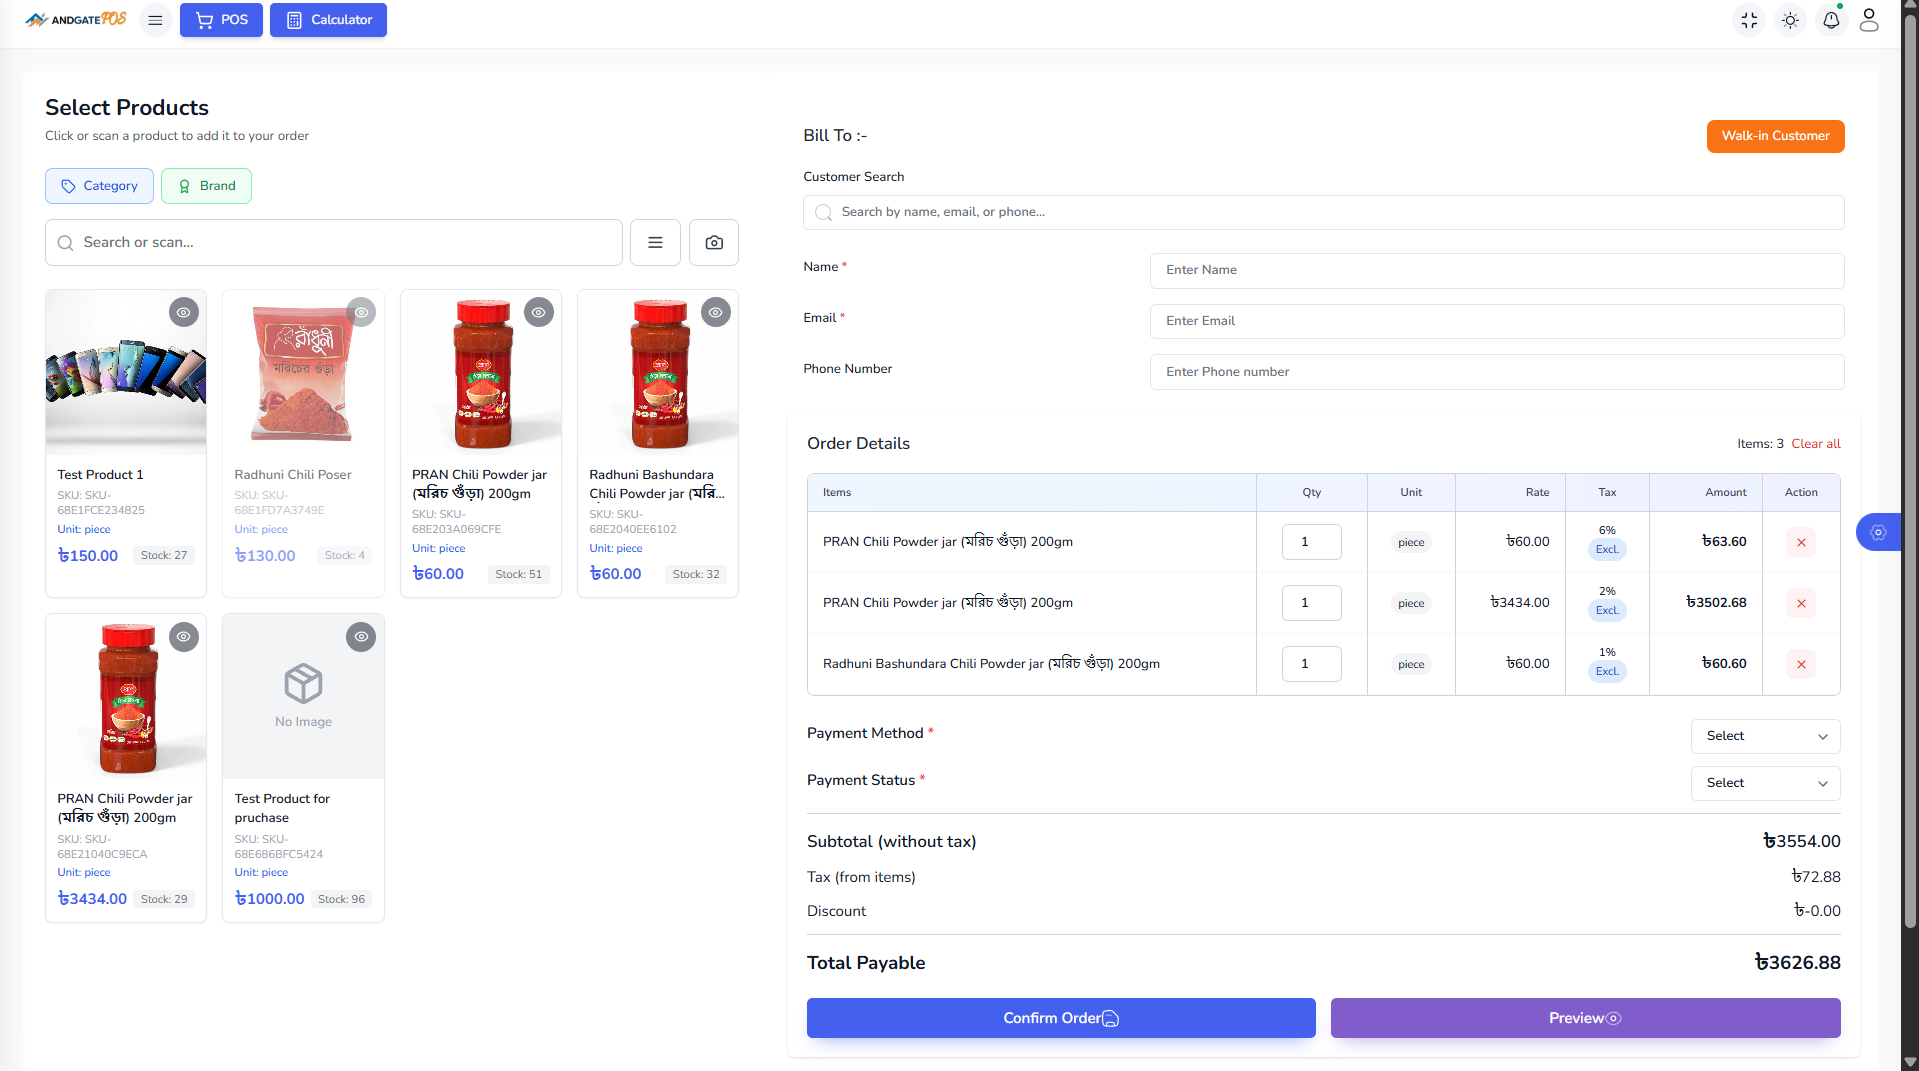 ANDGATE POS
POS
Calculator
Select Products
Click or scan a product to add it to your order
Category
Brand
Search or scan...
রাঁধুনী
মরিচের গুঁড়া
Test Product 1
SKU: SKU-
68E1FCE234825
Unit: piece
৳150.00
Stock: 27
Radhuni Chili Poser
SKU: SKU-
68E1FD7A3749E
Unit: piece
৳130.00
Stock: 4
PRAN Chili Powder jar
(মরিচ গুঁড়া) 200gm
SKU: SKU-
68E203A069CFE
Unit: piece
৳60.00
Stock: 51
Radhuni Bashundara
Chili Powder jar (মরি...
SKU: SKU-
68E2040EE6102
Unit: piece
৳60.00
Stock: 32
PRAN Chili Powder jar
(মরিচ গুঁড়া) 200gm
SKU: SKU-
68E21040C9ECA
Unit: piece
৳3434.00
Stock: 29
No Image
Test Product for
pruchase
SKU: SKU-
68E686BFC5424
Unit: piece
৳1000.00
Stock: 96
Bill To :-
Walk-in Customer
Customer Search
Search by name, email, or phone...
Name *
Enter Name
Email *
Enter Email
Phone Number
Enter Phone number
Order Details
Items: 3 Clear all
Items Qty Unit Rate Tax Amount Action
PRAN Chili Powder jar (মরিচ গুঁড়া) 200gm 1 piece ৳60.00 6% Excl. ৳63.60
PRAN Chili Powder jar (মরিচ গুঁড়া) 200gm 1 piece ৳3434.00 2% Excl. ৳3502.68
Radhuni Bashundara Chili Powder jar (মরিচ গুঁড়া) 200gm 1 piece ৳60.00 1% Excl. ৳60.60
Payment Method *
Select
Payment Status *
Select
Subtotal (without tax) ৳3554.00
Tax (from items) ৳72.88
Discount ৳-0.00
Total Payable ৳3626.88
Confirm Order
Preview